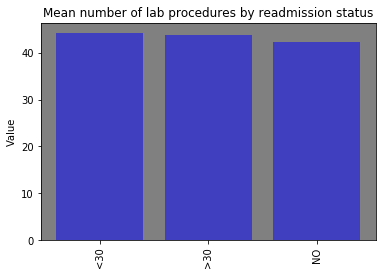 Mean number of lab procedures by readmission status
Value
40
30
20
10
0
<30
>30
NO